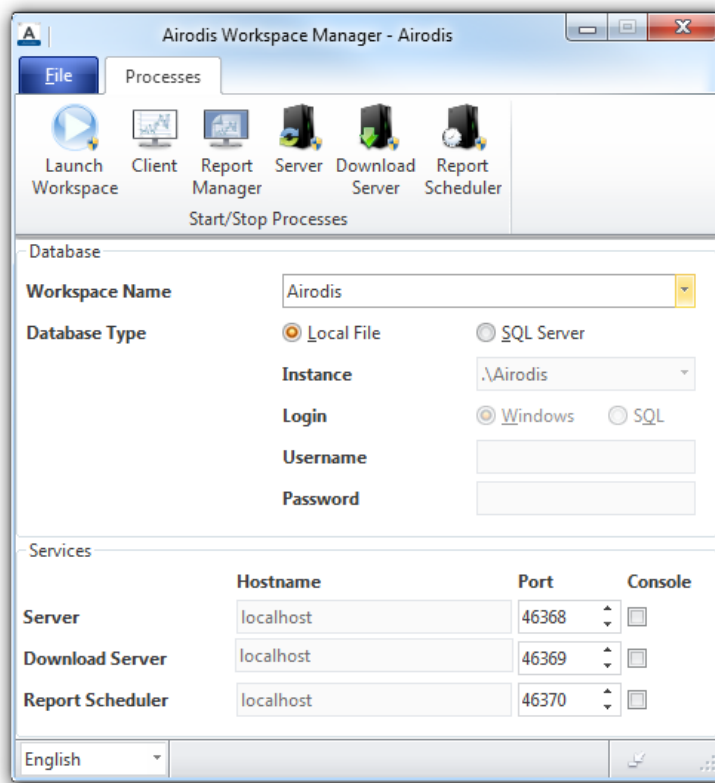 A
Airodis Workspace Manager - Airodis
File Processes
Launch Workspace
Client
Report Manager
Server
Download Server
Report Scheduler
Start/Stop Processes
Database
Workspace Name Airodis
Database Type Local File SQL Server
Instance .\Airodis
Login Windows SQL
Username
Password
Services
Hostname Port Console
Server localhost 46368
Download Server localhost 46369
Report Scheduler localhost 46370
English